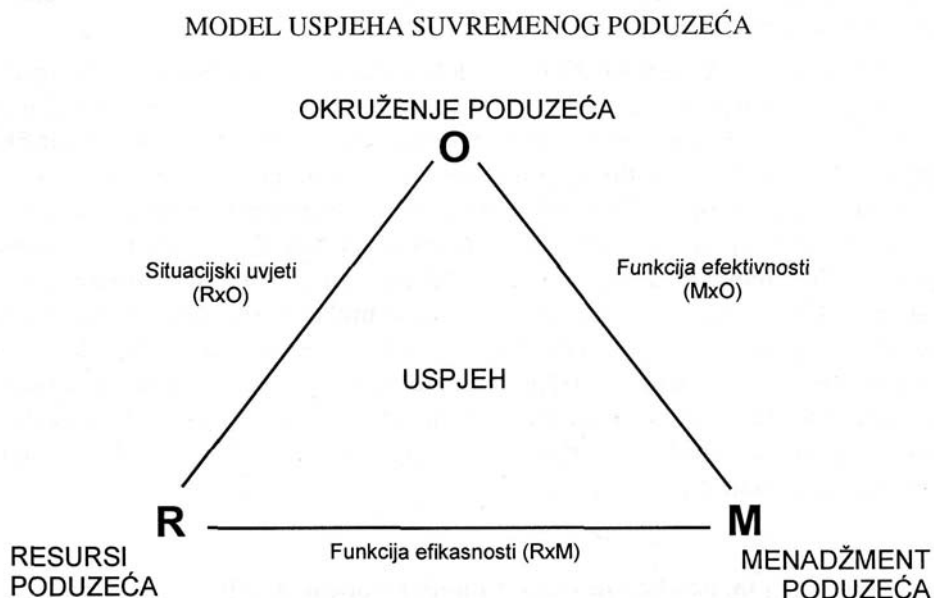 MODEL USPJEHA SUVREMENOG PODUZEĆA
OKRUŽENJE PODUZEĆA
O
Situacijski uvjeti
(RxO)
Funkcija efektivnosti
(MxO)
USPJEH
R
M
RESURSI
PODUZEĆA
Funkcija efikasnosti (RxM)
MENADŽMENT
PODUZEĆA